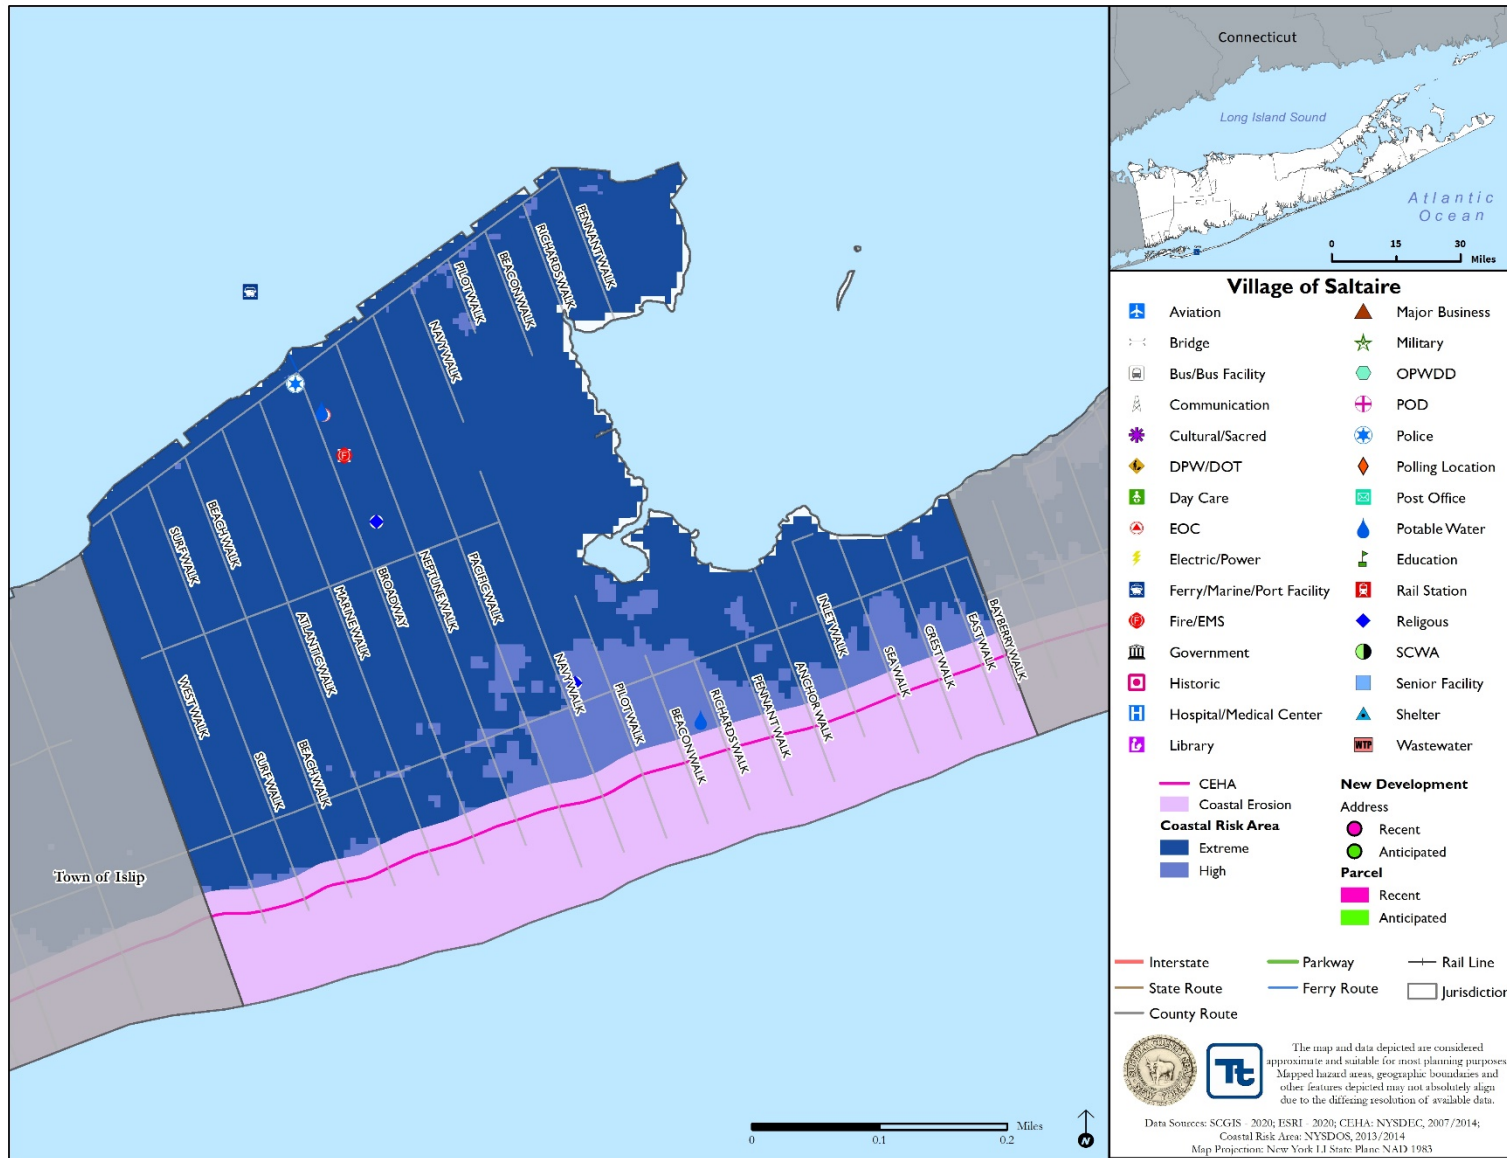 Connecticut
Long Island Sound
Atlantic
Ocean
0 15 30
Miles
PENNANT WALK
RICHARDS WALK
BEACON WALK
PILOT WALK
NAVY WALK
BEACH WALK
SURF WALK
PACIFIC WALK
NEPTUNE WALK
BROADWAY
MARINE WALK
ATLANTIC WALK
WEST WALK
SURF WALK
BEACH WALK
NAVY WALK
PILOT WALK
BEACON WALK
RICHARDS WALK
PENNANT WALK
ANCHOR WALK
INLET WALK
SEA WALK
CREST WALK
EAST WALK
BAYBERRY WALK
Town of Islip
Miles
0 0.1 0.2
N
Village of Saltaire
Aviation
Bridge
Bus/Bus Facility
Communication
Cultural/Sacred
DPW/DOT
Day Care
EOC
Electric/Power
Ferry/Marine/Port Facility
F Fire/EMS
Government
Historic
H Hospital/Medical Center
Library
Major Business
Military
OPWDD
POD
Police
Polling Location
Post Office
Potable Water
Education
Rail Station
Religous
SCWA
Senior Facility
Shelter
WTP Wastewater
CEHA
Coastal Erosion
Coastal Risk Area
Extreme
High
New Development
Address
Recent
Anticipated
Parcel
Recent
Anticipated
Interstate
State Route
County Route
Parkway
Ferry Route
Rail Line
Jurisdiction
Tt
The map and data depicted are considered
approximate and suitable for most planning purposes.
Mapped hazard areas, geographic boundaries and
other features depicted may not absolutely align
due to the differing resolution of available data.
Data Sources: SCGIS - 2020; ESRI - 2020; CEHA: NYSDEC, 2007/2014;
Coastal Risk Area: NYSDOS, 2013/2014
Map Projection: New York LI State Plane NAD 1983